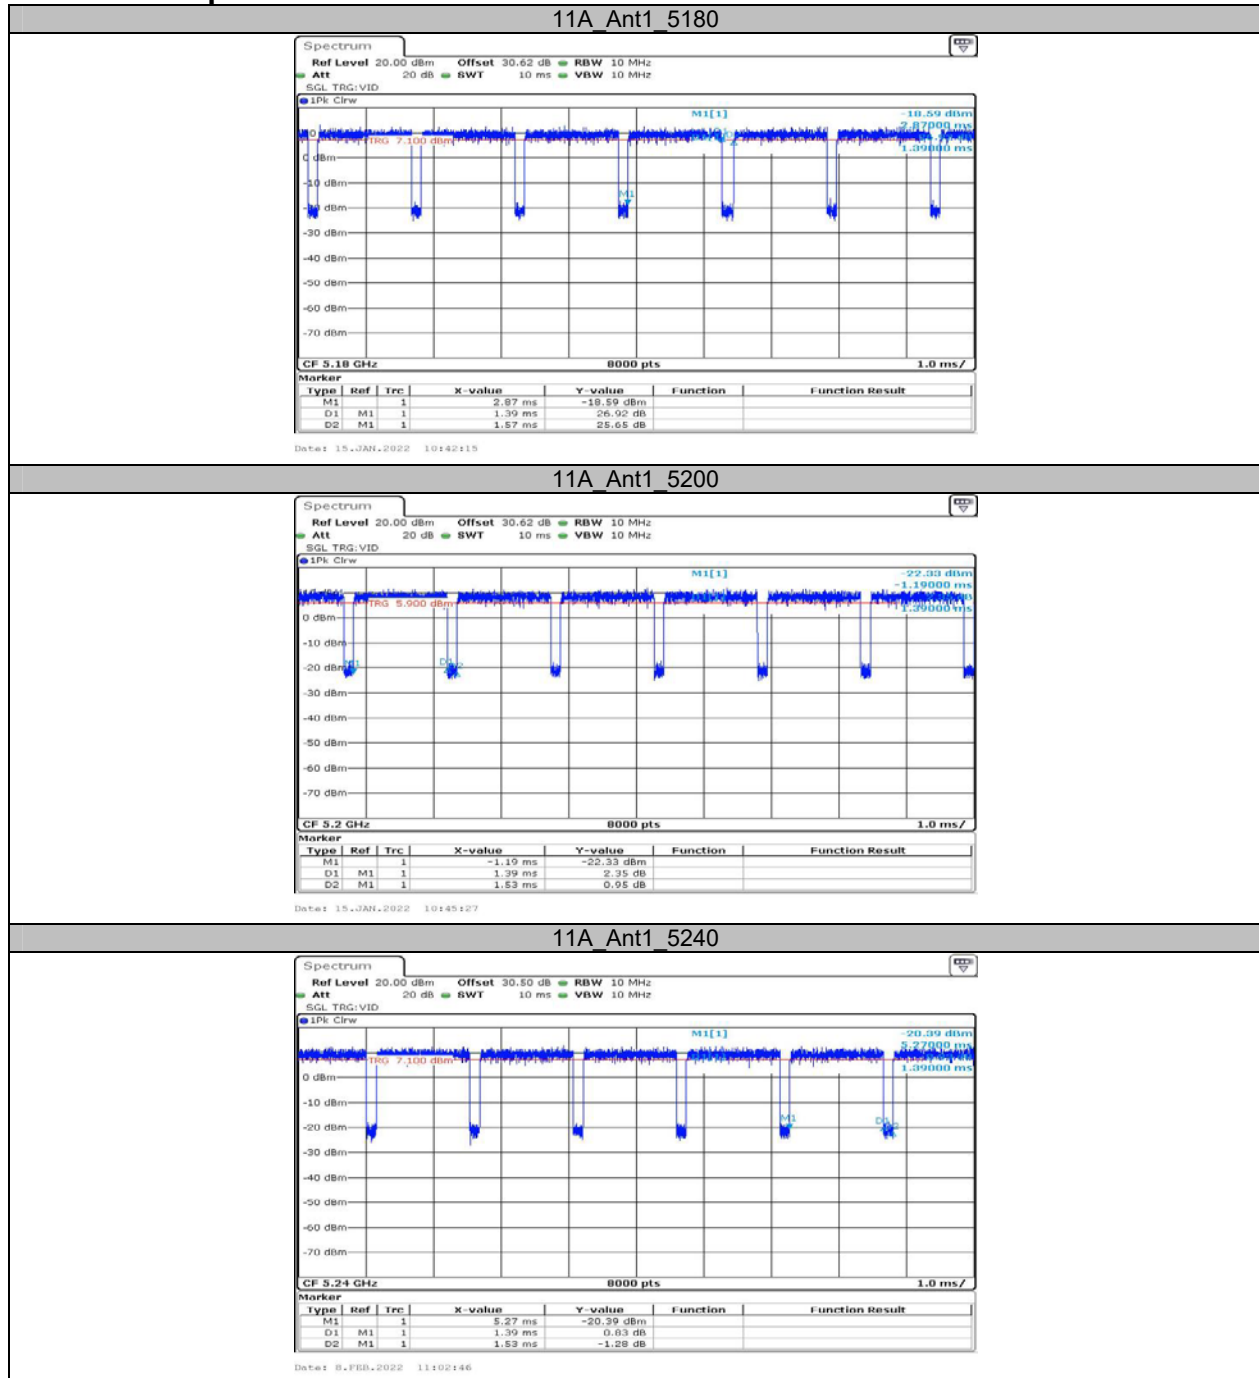 11A_Ant1_5180
Spectrum
Ref Level 20.00 dBm Offset 30.62 dB RBW 10 MHz
Att 20 dB SWT 10 ms VBW 10 MHz
SGL TRG:VID
1Pk Clrw
M1[1] -18.59 dBm
2.87000 ms
TRG 7.100 dBm
1.39000 ms
0 dBm
-10 dBm
M1
-30 dBm
-40 dBm
-50 dBm
-60 dBm
-70 dBm
CF 5.18 GHz 8000 pts 1.0 ms/
Marker
Type Ref Trc X-value Y-value Function Function Result
M1 1 2.87 ms -18.59 dBm
D1 M1 1 1.39 ms 26.92 dB
D2 M1 1 1.57 ms 25.65 dB
Date: 15.JAN.2022 10:42:15
11A_Ant1_5200
Spectrum
Ref Level 20.00 dBm Offset 30.62 dB RBW 10 MHz
Att 20 dB SWT 10 ms VBW 10 MHz
SGL TRG:VID
1Pk Clrw
M1[1] -22.33 dBm
-1.19000 ms
TRG 5.900 dBm
1.39000 ms
0 dBm
-10 dBm
-20 dBm M1 D1
-30 dBm
-40 dBm
-50 dBm
-60 dBm
-70 dBm
CF 5.2 GHz 8000 pts 1.0 ms/
Marker
Type Ref Trc X-value Y-value Function Function Result
M1 1 -1.19 ms -22.33 dBm
D1 M1 1 1.39 ms 2.35 dB
D2 M1 1 1.53 ms 0.95 dB
Date: 15.JAN.2022 10:45:27
11A_Ant1_5240
Spectrum
Ref Level 20.00 dBm Offset 30.50 dB RBW 10 MHz
Att 20 dB SWT 10 ms VBW 10 MHz
SGL TRG:VID
1Pk Clrw
M1[1] -20.39 dBm
5.27000 ms
TRG 7.100 dBm
1.39000 ms
0 dBm
-10 dBm
M1 D1
-20 dBm
-30 dBm
-40 dBm
-50 dBm
-60 dBm
-70 dBm
CF 5.24 GHz 8000 pts 1.0 ms/
Marker
Type Ref Trc X-value Y-value Function Function Result
M1 1 5.27 ms -20.39 dBm
D1 M1 1 1.39 ms 0.83 dB
D2 M1 1 1.53 ms -1.28 dB
Date: 8.FEB.2022 11:02:46